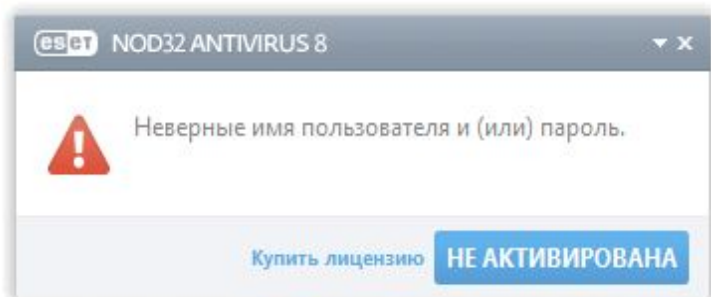 eseT NOD32 ANTIVIRUS 8
Неверные имя пользователя и (или) пароль.
Купить лицензию НЕ АКТИВИРОВАНА